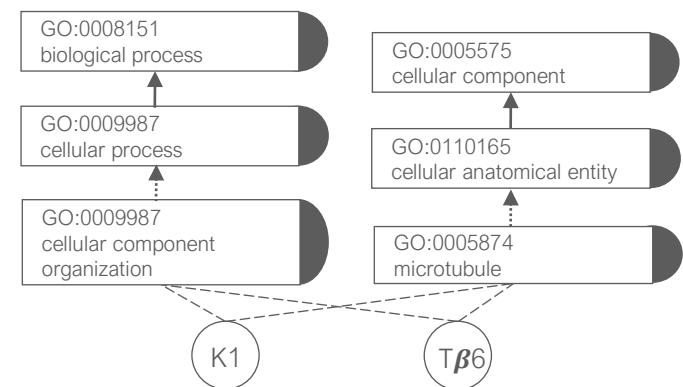 GO:0008151
biological process
GO:0009987
cellular process
GO:0009987
cellular component
organization
GO:0005575
cellular component
GO:0110165
cellular anatomical entity
GO:0005874
microtubule
K1
Tβ6